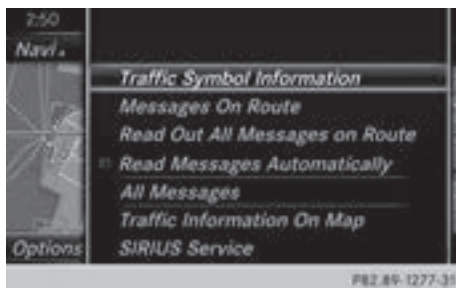 2:50
Navi
Traffic Symbol Information
Messages On Route
Read Out All Messages on Route
Read Messages Automatically
All Messages
Traffic Information On Map
Options
SIRIUS Service
P82.89-1277-31